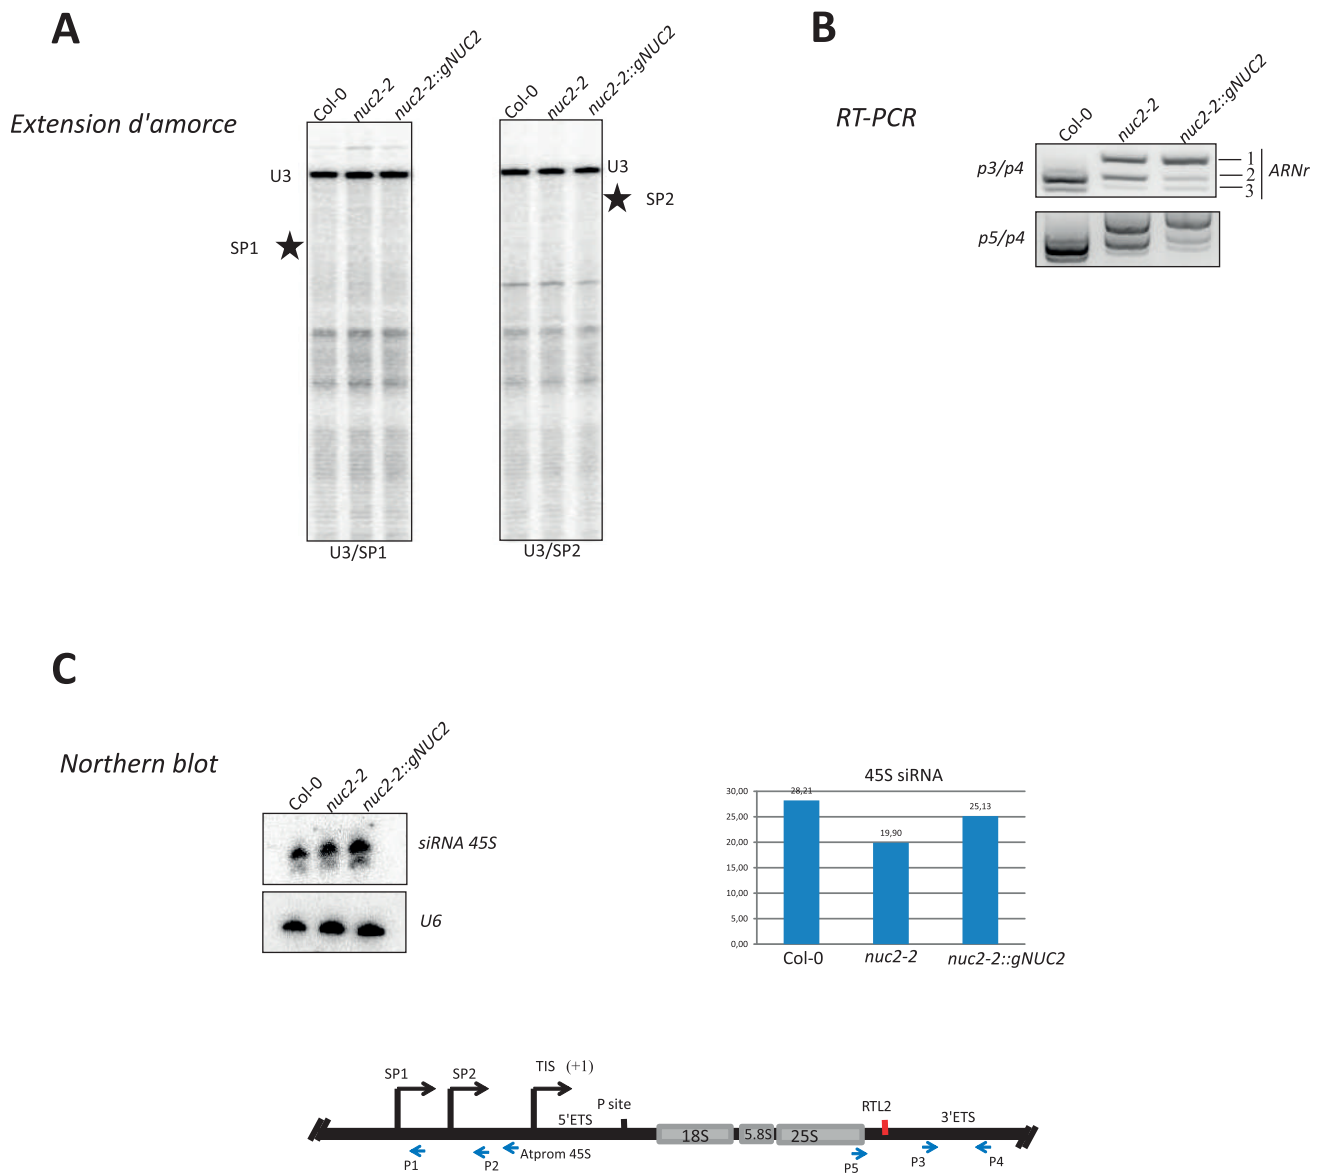 A
Extension d'amorce
Col-0
nuc2-2
nuc2-2::gNUC2
U3
SP1
U3/SP1
Col-0
nuc2-2
nuc2-2::gNUC2
U3
SP2
U3/SP2
B
RT-PCR
Col-0
nuc2-2
nuc2-2::gNUC2
p3/p4
1
2
3
ARNr
p5/p4
C
Northern blot
Col-0
nuc2-2
nuc2-2::gNUC2
siRNA 45S
U6
45S siRNA
30,00
25,00
20,00
15,00
10,00
5,00
0,00
28,21
19,90
25,13
Col-0
nuc2-2
nuc2-2::gNUC2
SP1
SP2
TIS (+1)
5'ETS
P site
18S
5.8S
25S
RTL2
3'ETS
P1
P2
Atprom 45S
P5
P3
P4